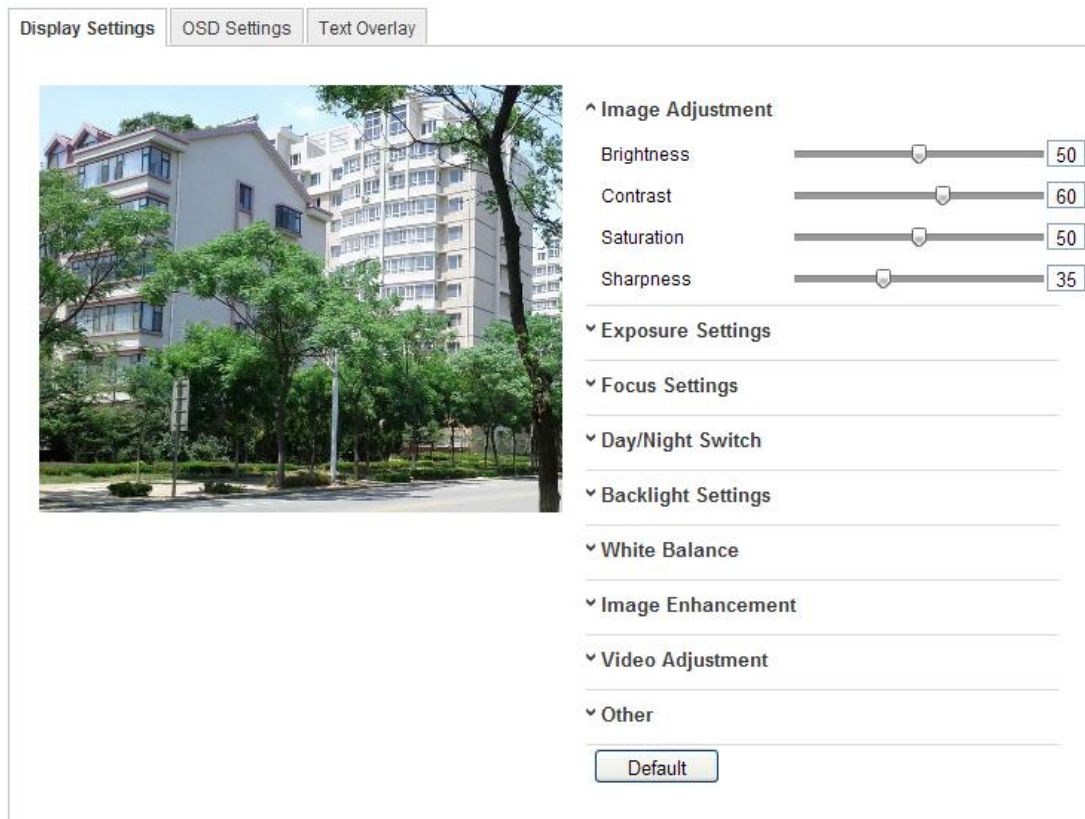 Display Settings OSD Settings Text Overlay
Image Adjustment
Brightness 50
Contrast 60
Saturation 50
Sharpness 35
Exposure Settings
Focus Settings
Day/Night Switch
Backlight Settings
White Balance
Image Enhancement
Video Adjustment
Other
Default